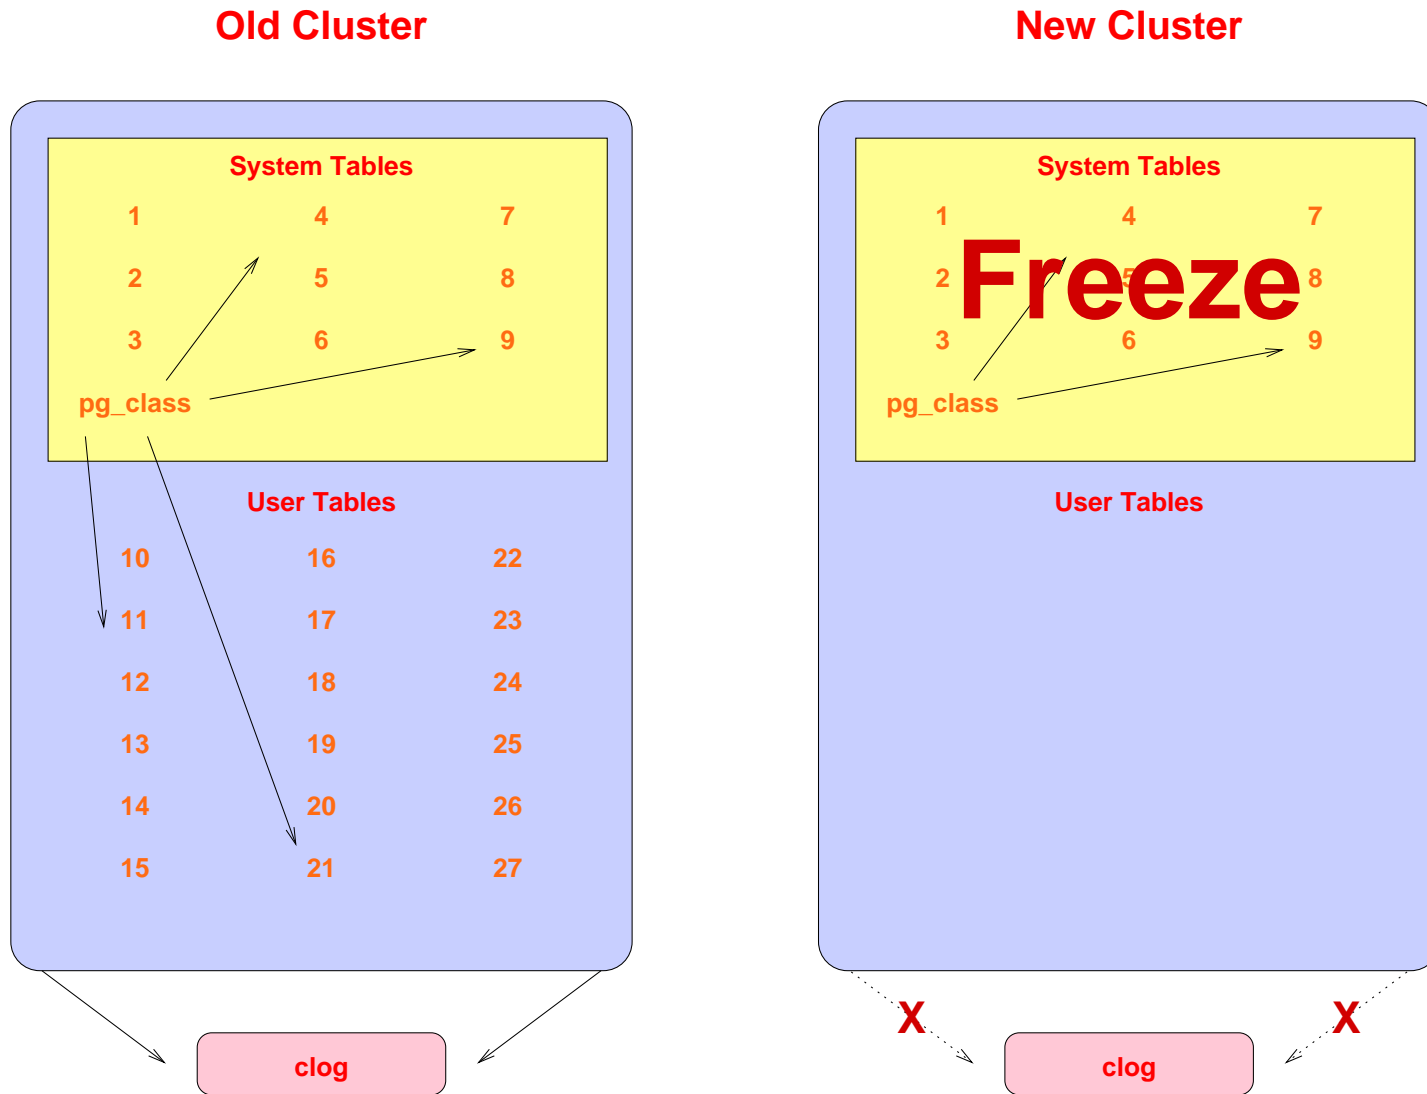 Old Cluster
New Cluster
System Tables
1 4 7
2 5 8
3 6 9
pg_class
User Tables
10 16 22
11 17 23
12 18 24
13 19 25
14 20 26
15 21 27
clog
System Tables
1 4 7
2 5 8
Freeze
3 6 9
pg_class
User Tables
X X
clog